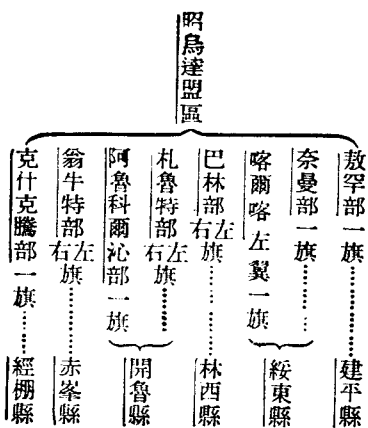 昭烏達盟區
敖罕部一旗………建平縣
奈曼部一旗………
喀爾喀左翼一旗
綏東縣
巴林部左右旗………林西縣
札魯特部左右旗………
阿魯科爾沁部一旗
開魯縣
翁牛特部左右旗………赤峯縣
克什克騰部一旗………經棚縣